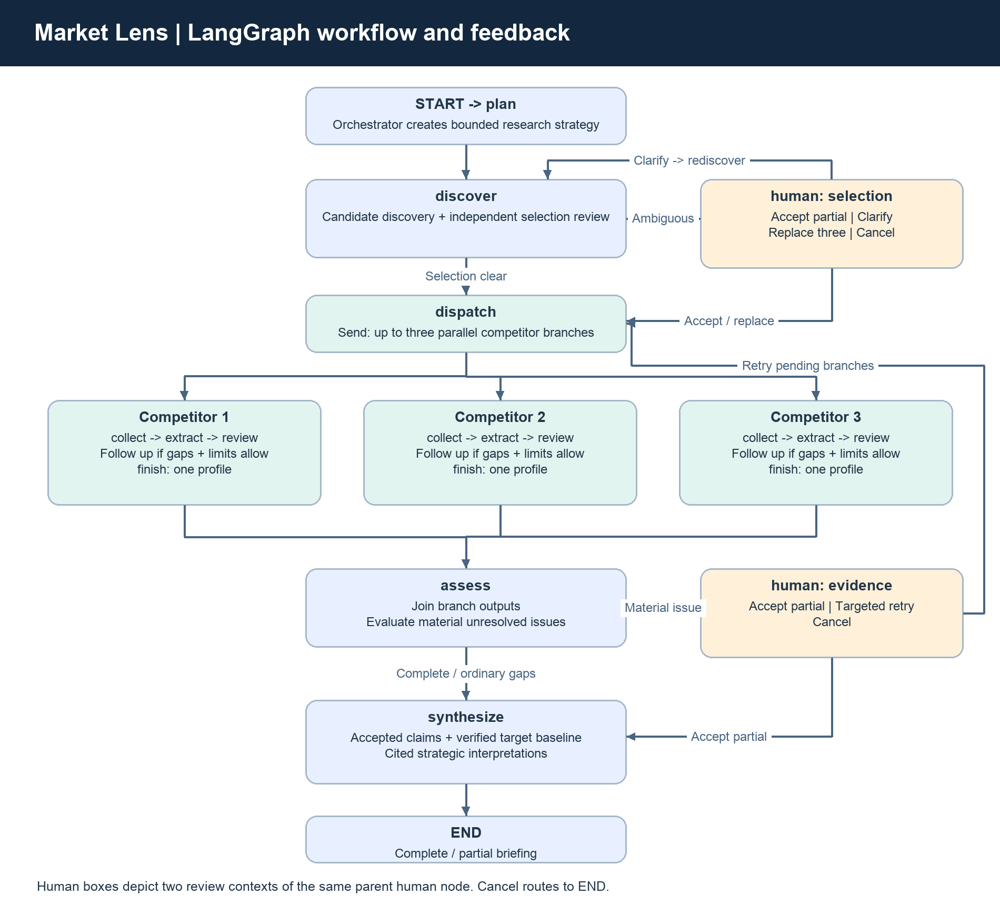 Market Lens | LangGraph workflow and feedback
START -> plan
Orchestrator creates bounded research strategy
Clarify -> rediscover
discover
Candidate discovery + independent selection review
Ambiguous
human: selection
Accept partial | Clarify
Replace three | Cancel
Selection clear
dispatch
Send: up to three parallel competitor branches
Accept / replace
Retry pending branches
Competitor 1
collect -> extract -> review
Follow up if gaps + limits allow
finish: one profile
Competitor 2
collect -> extract -> review
Follow up if gaps + limits allow
finish: one profile
Competitor 3
collect -> extract -> review
Follow up if gaps + limits allow
finish: one profile
assess
Join branch outputs
Evaluate material unresolved issues
Material issue
human: evidence
Accept partial | Targeted retry
Cancel
Complete / ordinary gaps
synthesize
Accepted claims + verified target baseline
Cited strategic interpretations
Accept partial
END
Complete / partial briefing
Human boxes depict two review contexts of the same parent human node. Cancel routes to END.